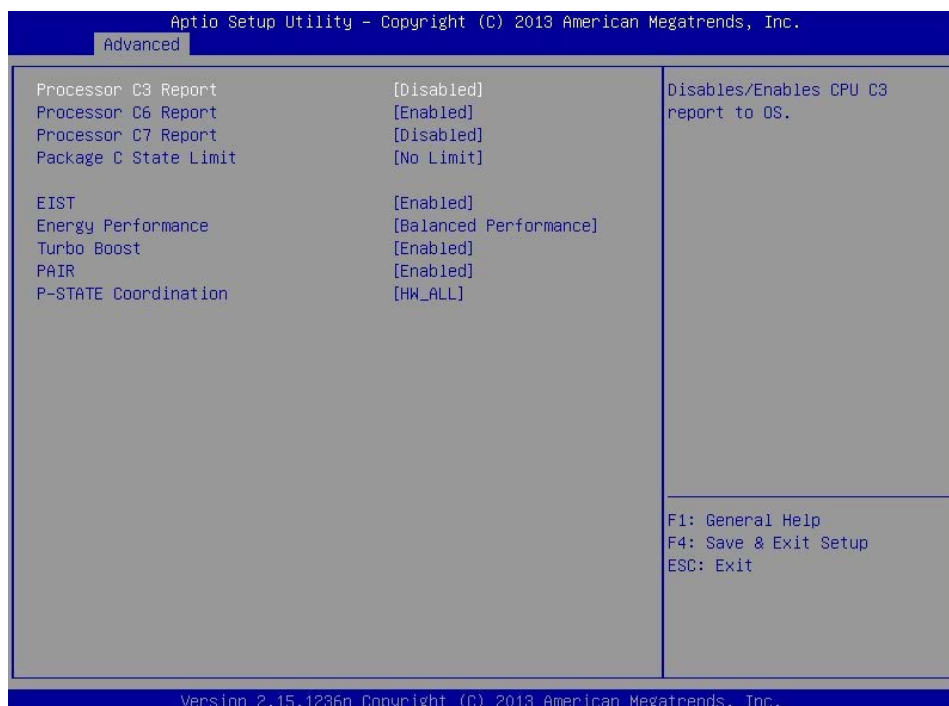 Aptio Setup Utility – Copyright (C) 2013 American Megatrends, Inc.
Advanced
Processor C3 Report [Disabled]
Processor C6 Report [Enabled]
Processor C7 Report [Disabled]
Package C State Limit [No Limit]
EIST [Enabled]
Energy Performance [Balanced Performance]
Turbo Boost [Enabled]
PAIR [Enabled]
P-STATE Coordination [HW_ALL]
Disables/Enables CPU C3
report to OS.
F1: General Help
F4: Save & Exit Setup
ESC: Exit
Version 2.15.1236n Copyright (C) 2013 American Megatrends, Inc.